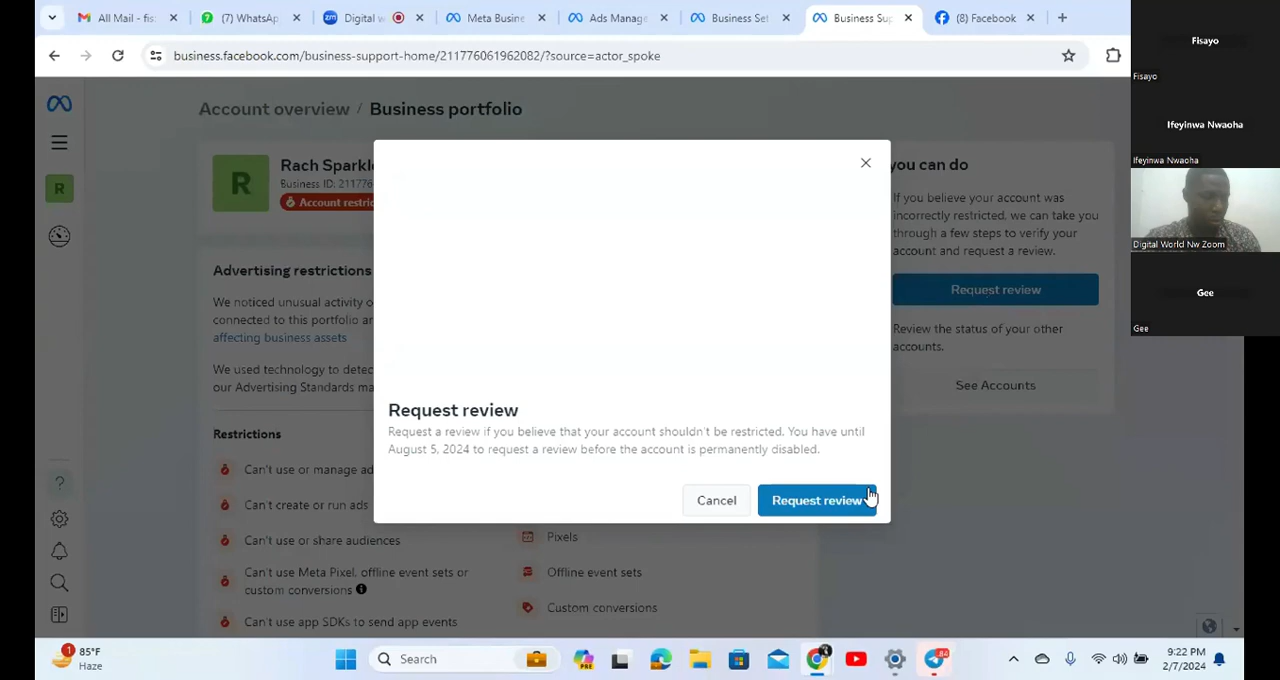 All Mail - fis:
(7) WhatsAp
Digital w
Meta Busine
Ads Manage
Business Set
Business Sup
(8) Facebook
business.facebook.com/business-support-home/211776061962082/?source=actor_spoke
Account overview / Business portfolio
R
R
Rach Sparkle
Business ID: 211776
Account restric
Advertising restrictions
We noticed unusual activity o
connected to this portfolio ar
affecting business assets
We used technology to detec
our Advertising Standards ma
Restrictions
Can't use or manage ad
Can't create or run ads
Can't use or share audiences
Can't use Meta Pixel, offline event sets or
custom conversions
Can't use app SDKs to send app events
Pixels
Offline event sets
Custom conversions
Request review
Request a review if you believe that your account shouldn't be restricted. You have until
August 5, 2024 to request a review before the account is permanently disabled.
Cancel
Request review
you can do
If you believe your account was
incorrectly restricted, we can take you
through a few steps to verify your
account and request a review.
Request review
Review the status of your other
accounts.
See Accounts
Fisayo
Fisayo
Ifeyinwa Nwaoha
Ifeyinwa Nwaoha
Digital World Nw Zoom
Gee
Gee
1
85°F
Haze
Search
PRE
84
9:22 PM
2/7/2024